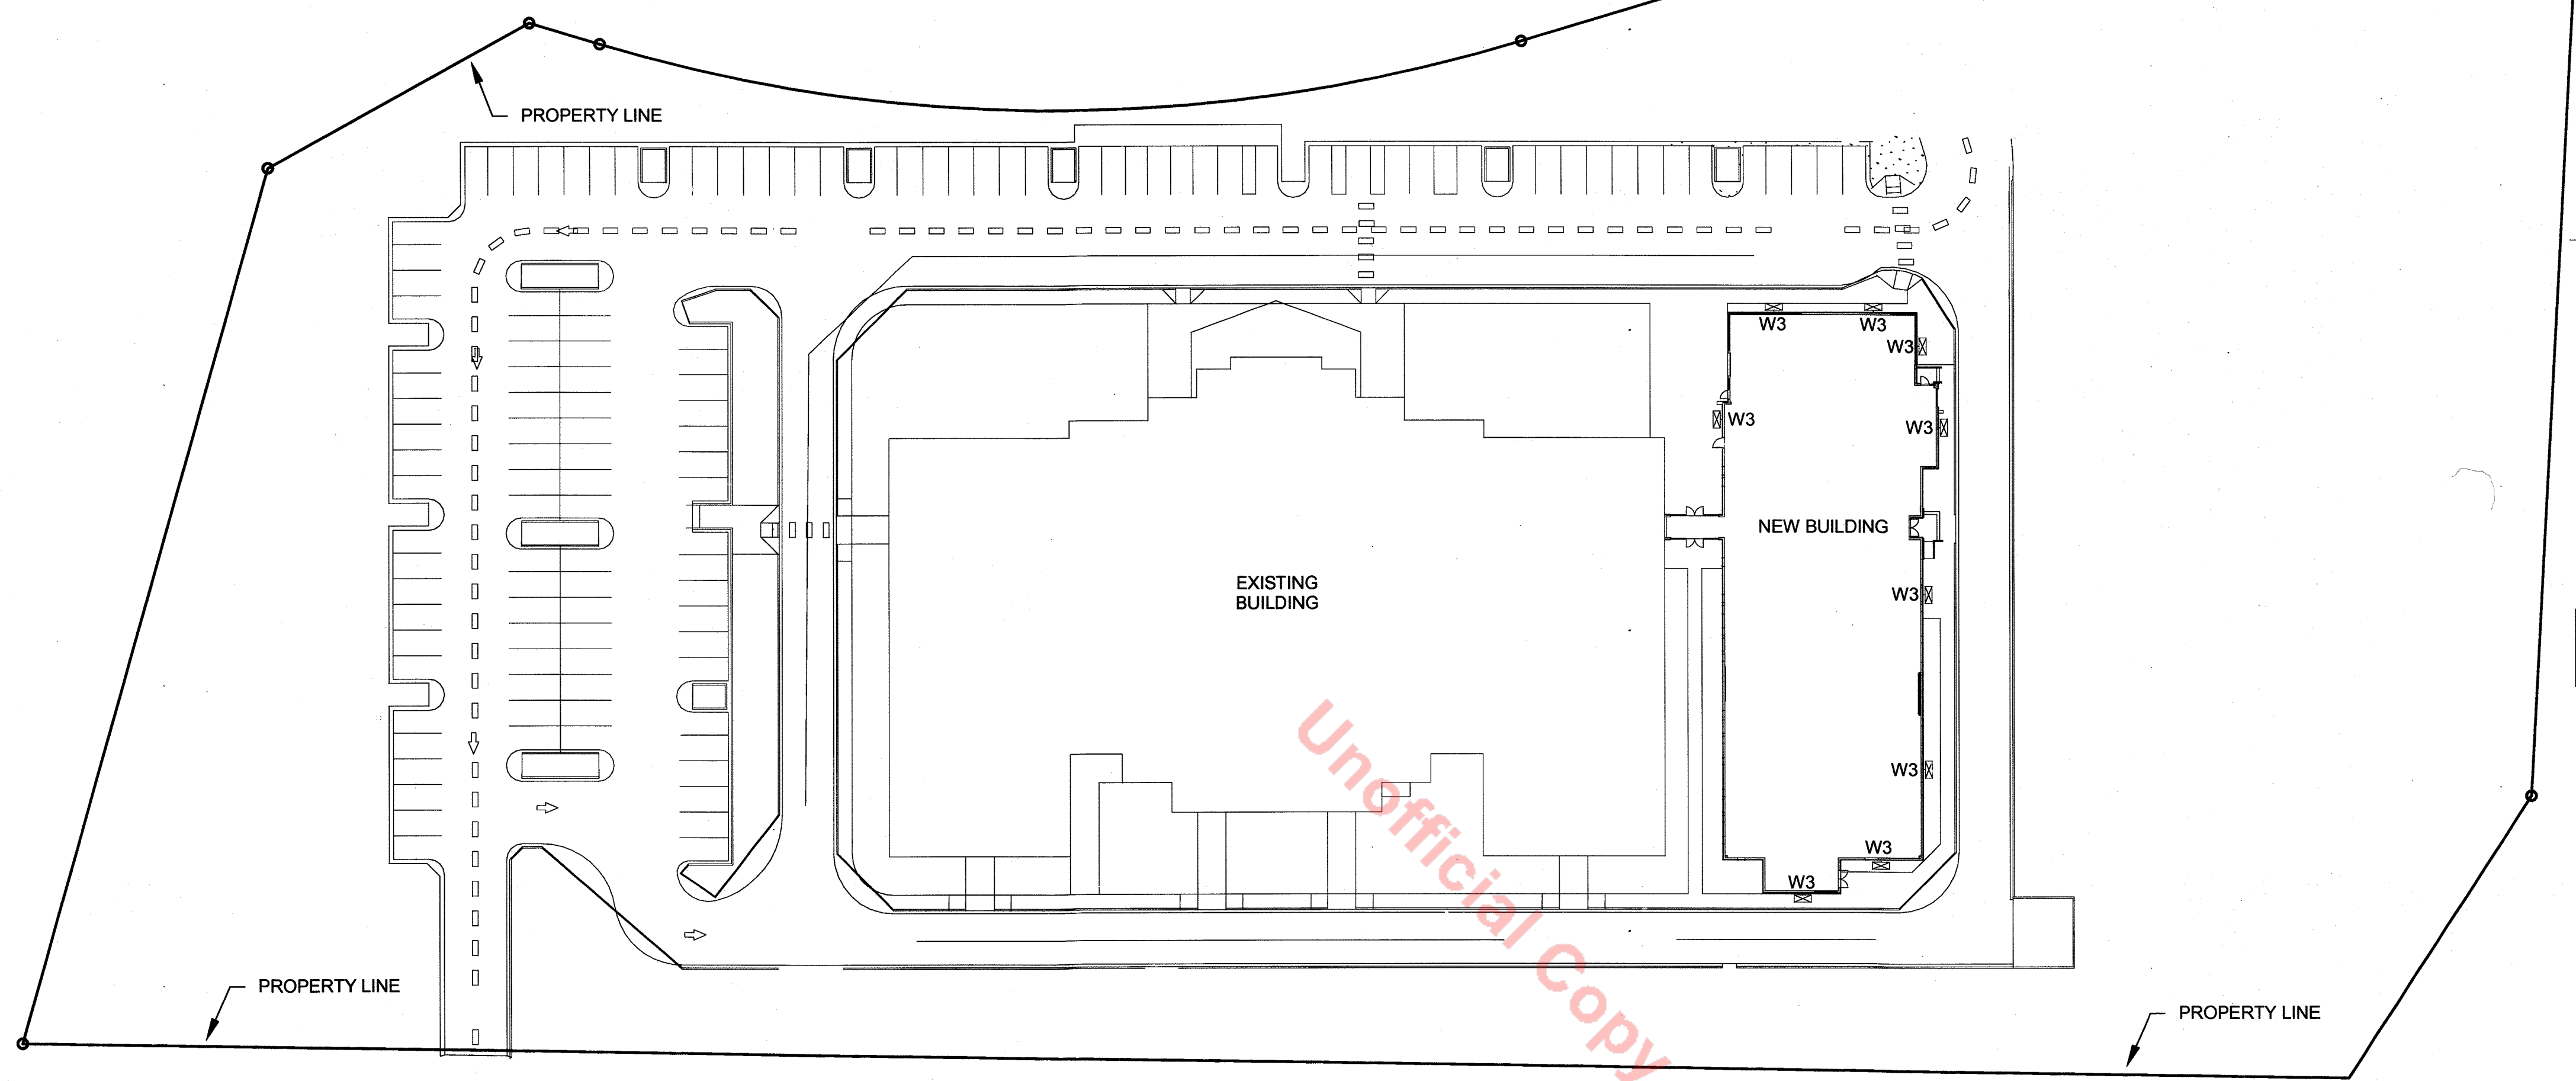 PROPERTY LINE
W3
W3
W3
W3
W3
NEW BUILDING
EXISTING
BUILDING
W3
W3
W3
W3
PROPERTY LINE
PROPERTY LINE
Unofficial Copy